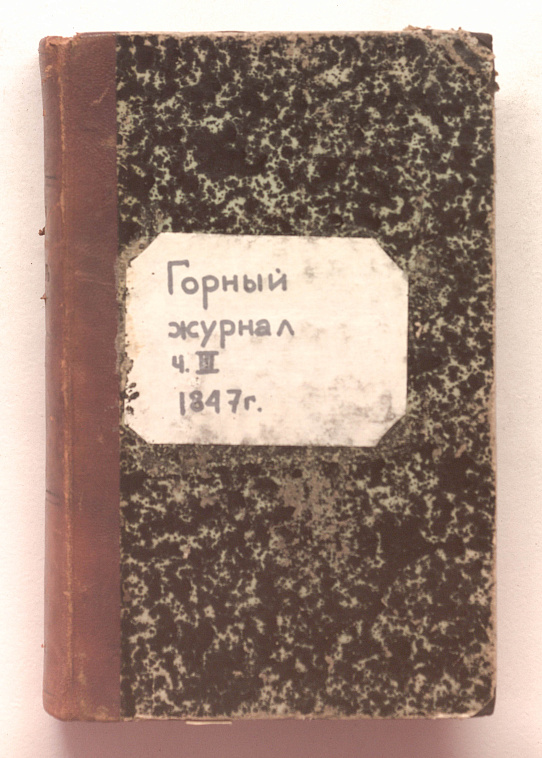 Горный
журнал
ч. III
1847г.